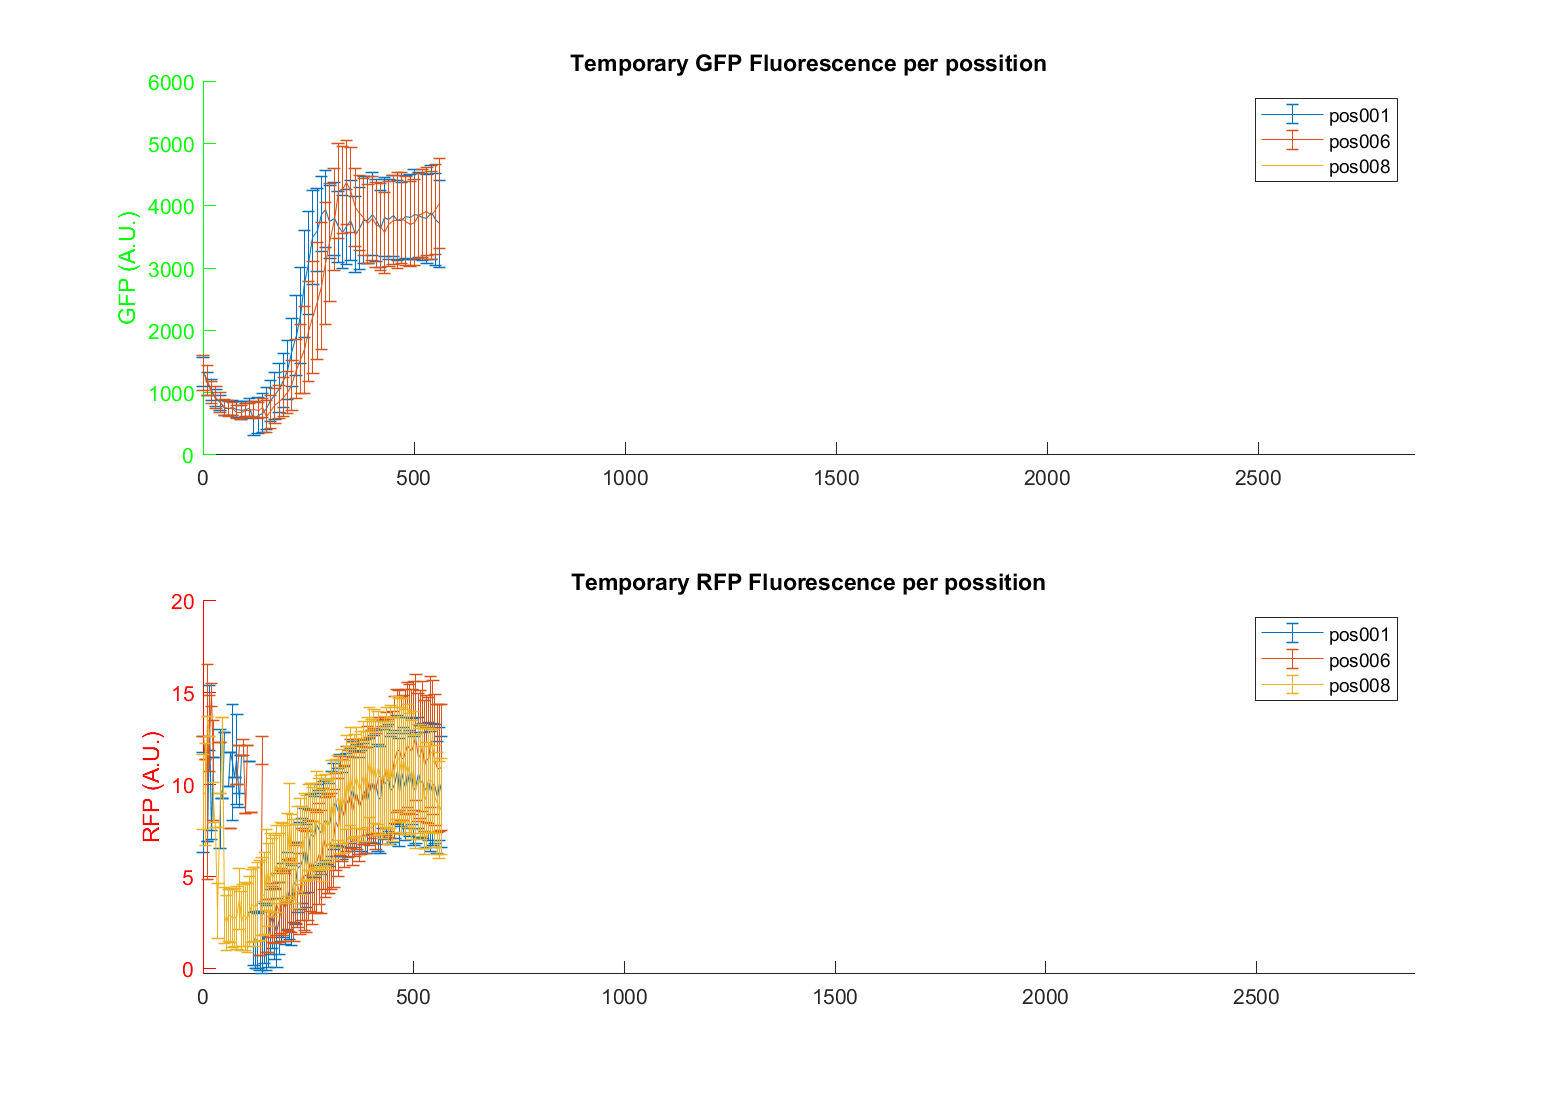 Temporary GFP Fluorescence per possition
6000
5000
4000
3000
2000
1000
0
GFP (A.U.)
pos001
pos006
pos008
0 500 1000 1500 2000 2500
Temporary RFP Fluorescence per possition
20
15
10
5
0
RFP (A.U.)
pos001
pos006
pos008
0 500 1000 1500 2000 2500